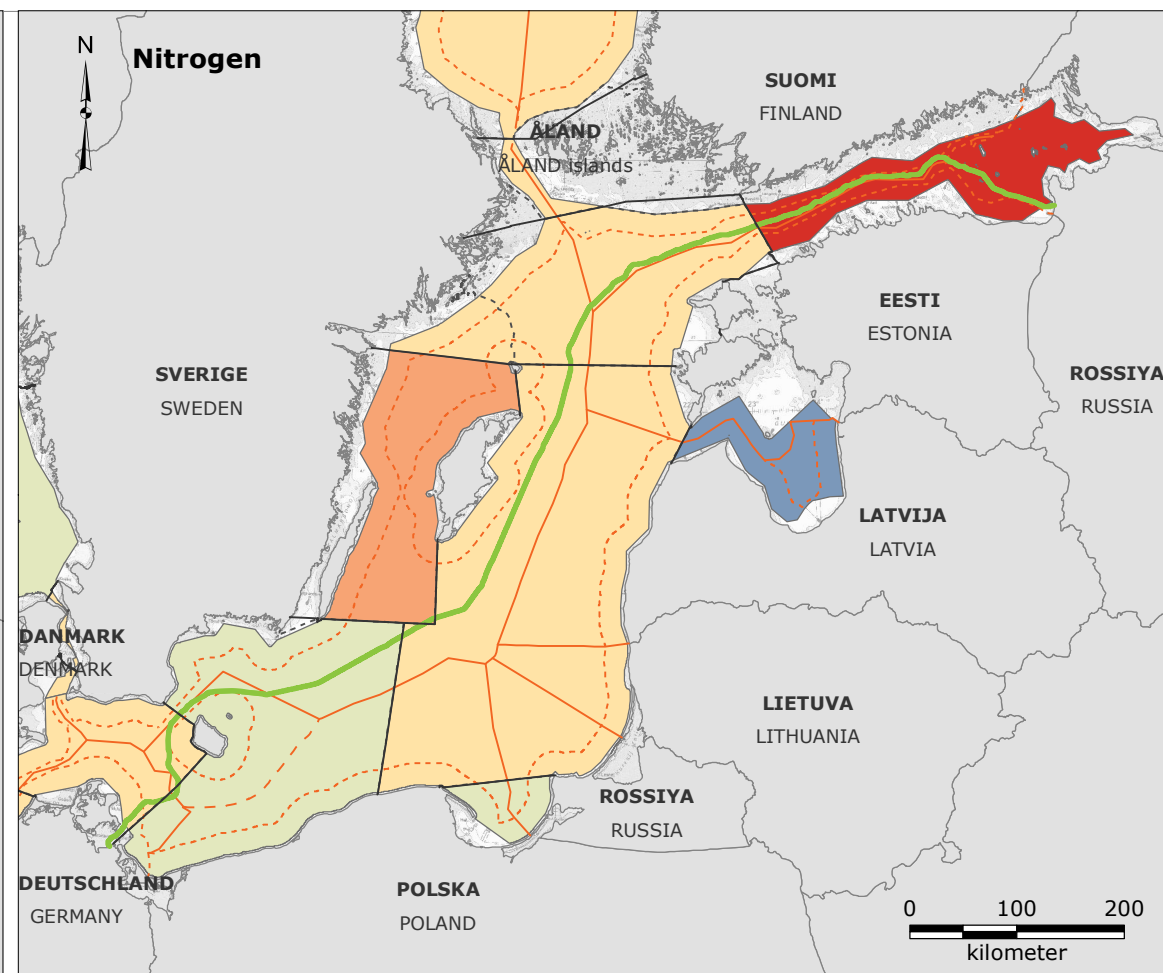 N
Nitrogen
SUOMI
FINLAND
ÅLAND
ÅLAND islands
EESTI
ESTONIA
SVERIGE
SWEDEN
ROSSIYA
RUSSIA
LATVIJA
LATVIA
DANMARK
DENMARK
LIETUVA
LITHUANIA
ROSSIYA
RUSSIA
DEUTSCHLAND
GERMANY
POLSKA
POLAND
0 100 200
kilometer